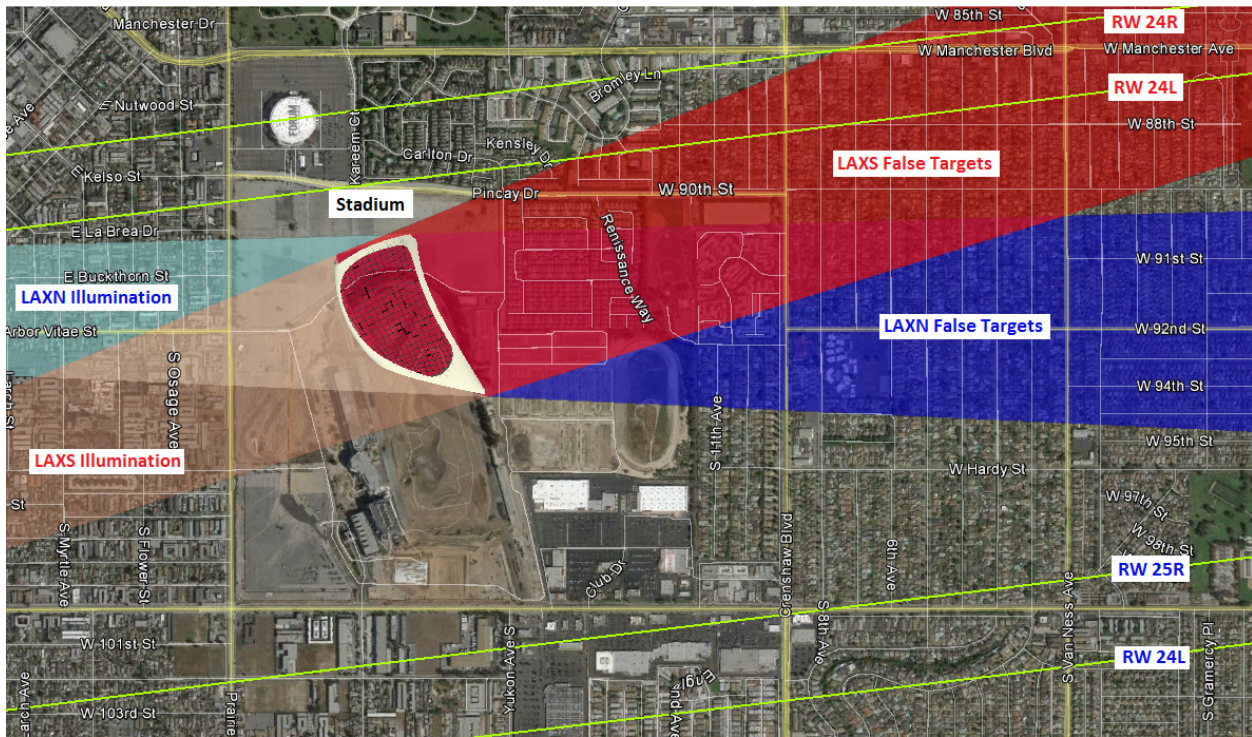 Manchester Dr
W 85th St
RW 24R
W Manchester Blvd
W Manchester Ave
Nutwood St
Bromley Ln
RW 24L
FORUM
Kareem Ct
W 88th St
Carlton Dr
Kensley Dr
LAXS False Targets
Kelso St
Pincay Dr
W 90th St
Stadium
E La Brea Dr
Renissance Way
W 91st St
E Buckthorn St
LAXN Illumination
Arbor Vitae St
LAXN False Targets
W 92nd St
S Osage Ave
W 94th St
S 11th Ave
W 95th St
LAXS Illumination
W Hardy St
St
W 97th St
W 98th St
S Myrtle Ave
S Flower St
Club Dr
Crenshaw Blvd
6th Ave
RW 25R
S Van Ness Ave
S 8th Ave
W 101st St
Yukon Ave S
RW 24L
S Gramercy Pl
W 103rd St
Prairie
2nd Ave